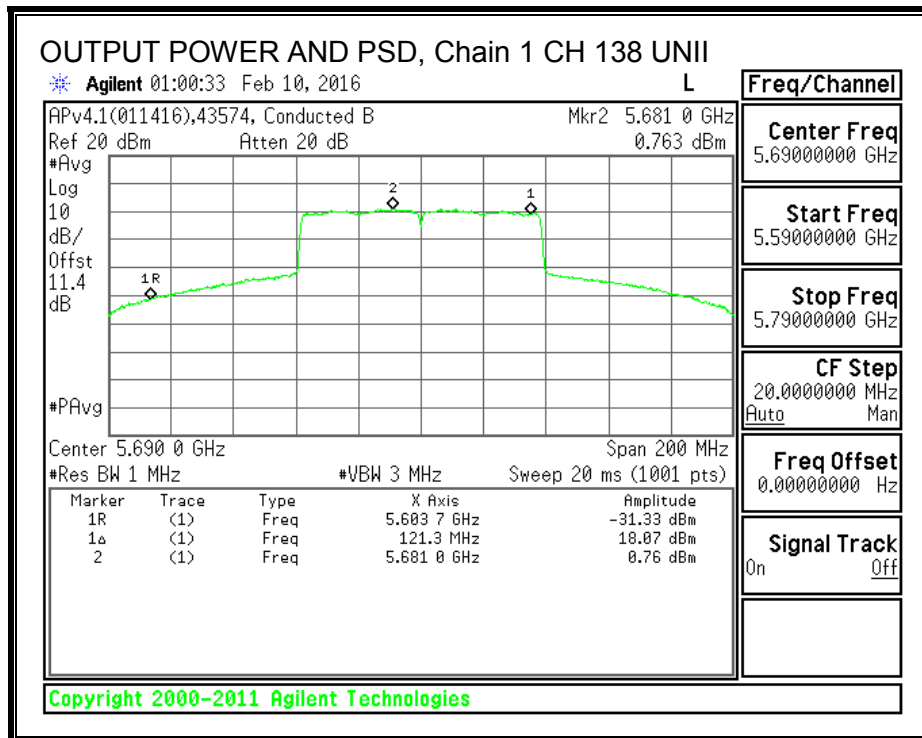 OUTPUT POWER AND PSD, Chain 1 CH 138 UNII
Agilent 01:00:33 Feb 10, 2016 L
APv4.1(011416),43574, Conducted B Mkr2 5.681 0 GHz
Ref 20 dBm Atten 20 dB 0.763 dBm
#Avg
Log
10
dB/
Offst
11.4
dB
#PAvg
2
1
1R
Center 5.690 0 GHz Span 200 MHz
#Res BW 1 MHz #VBW 3 MHz Sweep 20 ms (1001 pts)
Marker Trace Type X Axis Amplitude
1R (1) Freq 5.603 7 GHz -31.33 dBm
1Δ (1) Freq 121.3 MHz 18.07 dBm
2 (1) Freq 5.681 0 GHz 0.76 dBm
Freq/Channel
Center Freq
5.69000000 GHz
Start Freq
5.59000000 GHz
Stop Freq
5.79000000 GHz
CF Step
20.0000000 MHz
Auto Man
Freq Offset
0.00000000 Hz
Signal Track
On Off
Copyright 2000-2011 Agilent Technologies